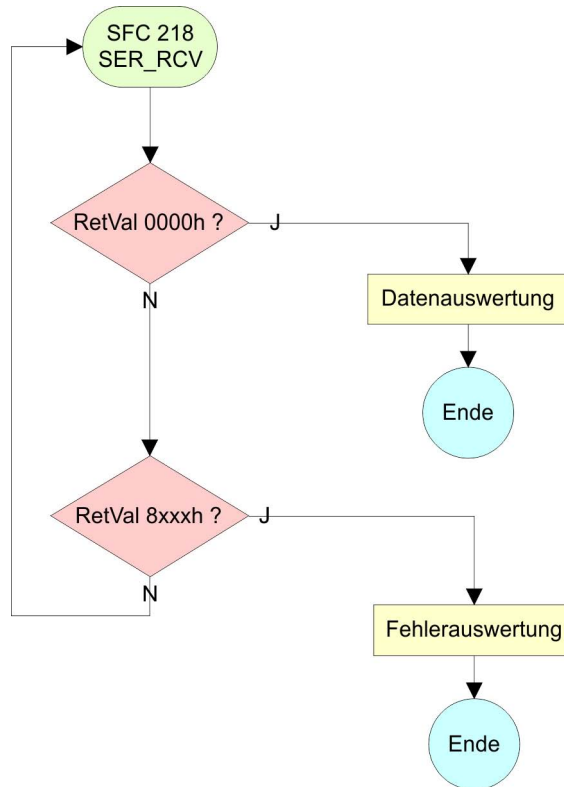 SFC 218
SER_RCV
RetVal 0000h ?
J
N
Datenauswertung
Ende
RetVal 8xxxh ?
J
N
Fehlerauswertung
Ende